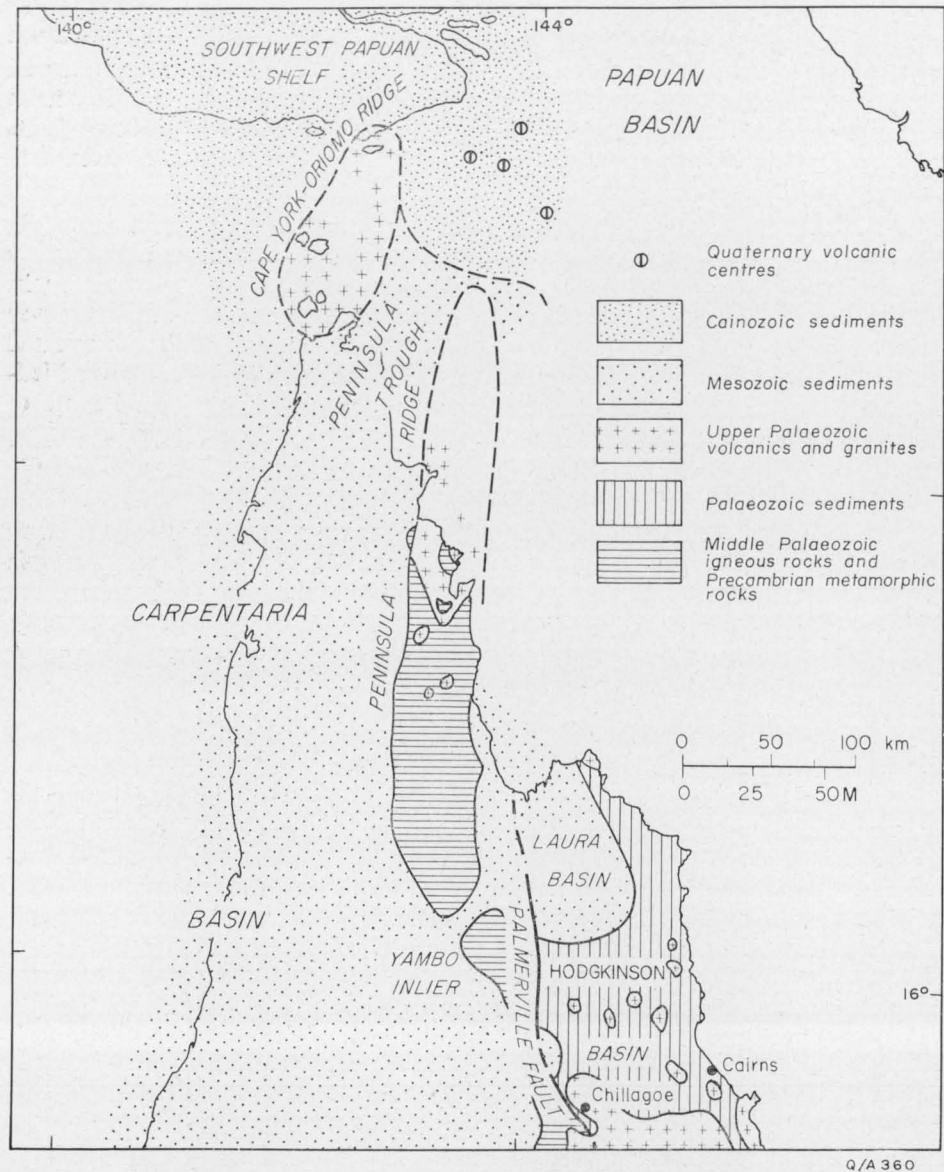 140°
144°
SOUTHWEST PAPUAN
SHELF
PAPUAN
BASIN
CAPE YORK-ORIOMO RIDGE
Quaternary volcanic
centres
Cainozoic sediments
PENINSULA
TROUGH
RIDGE
Mesozoic sediments
Upper Palaeozoic
volcanics and granites
Palaeozoic sediments
Middle Palaeozoic
igneous rocks and
Precambrian metamorphic
rocks
CARPENTARIA
PENINSULA
0 50 100 km
0 25 50M
LAURA
BASIN
BASIN
PALMERVILLE FAULT
YAMBO
INLIER
HODGKINSON
16°
BASIN
Cairns
Chillagoe
Q/A 360